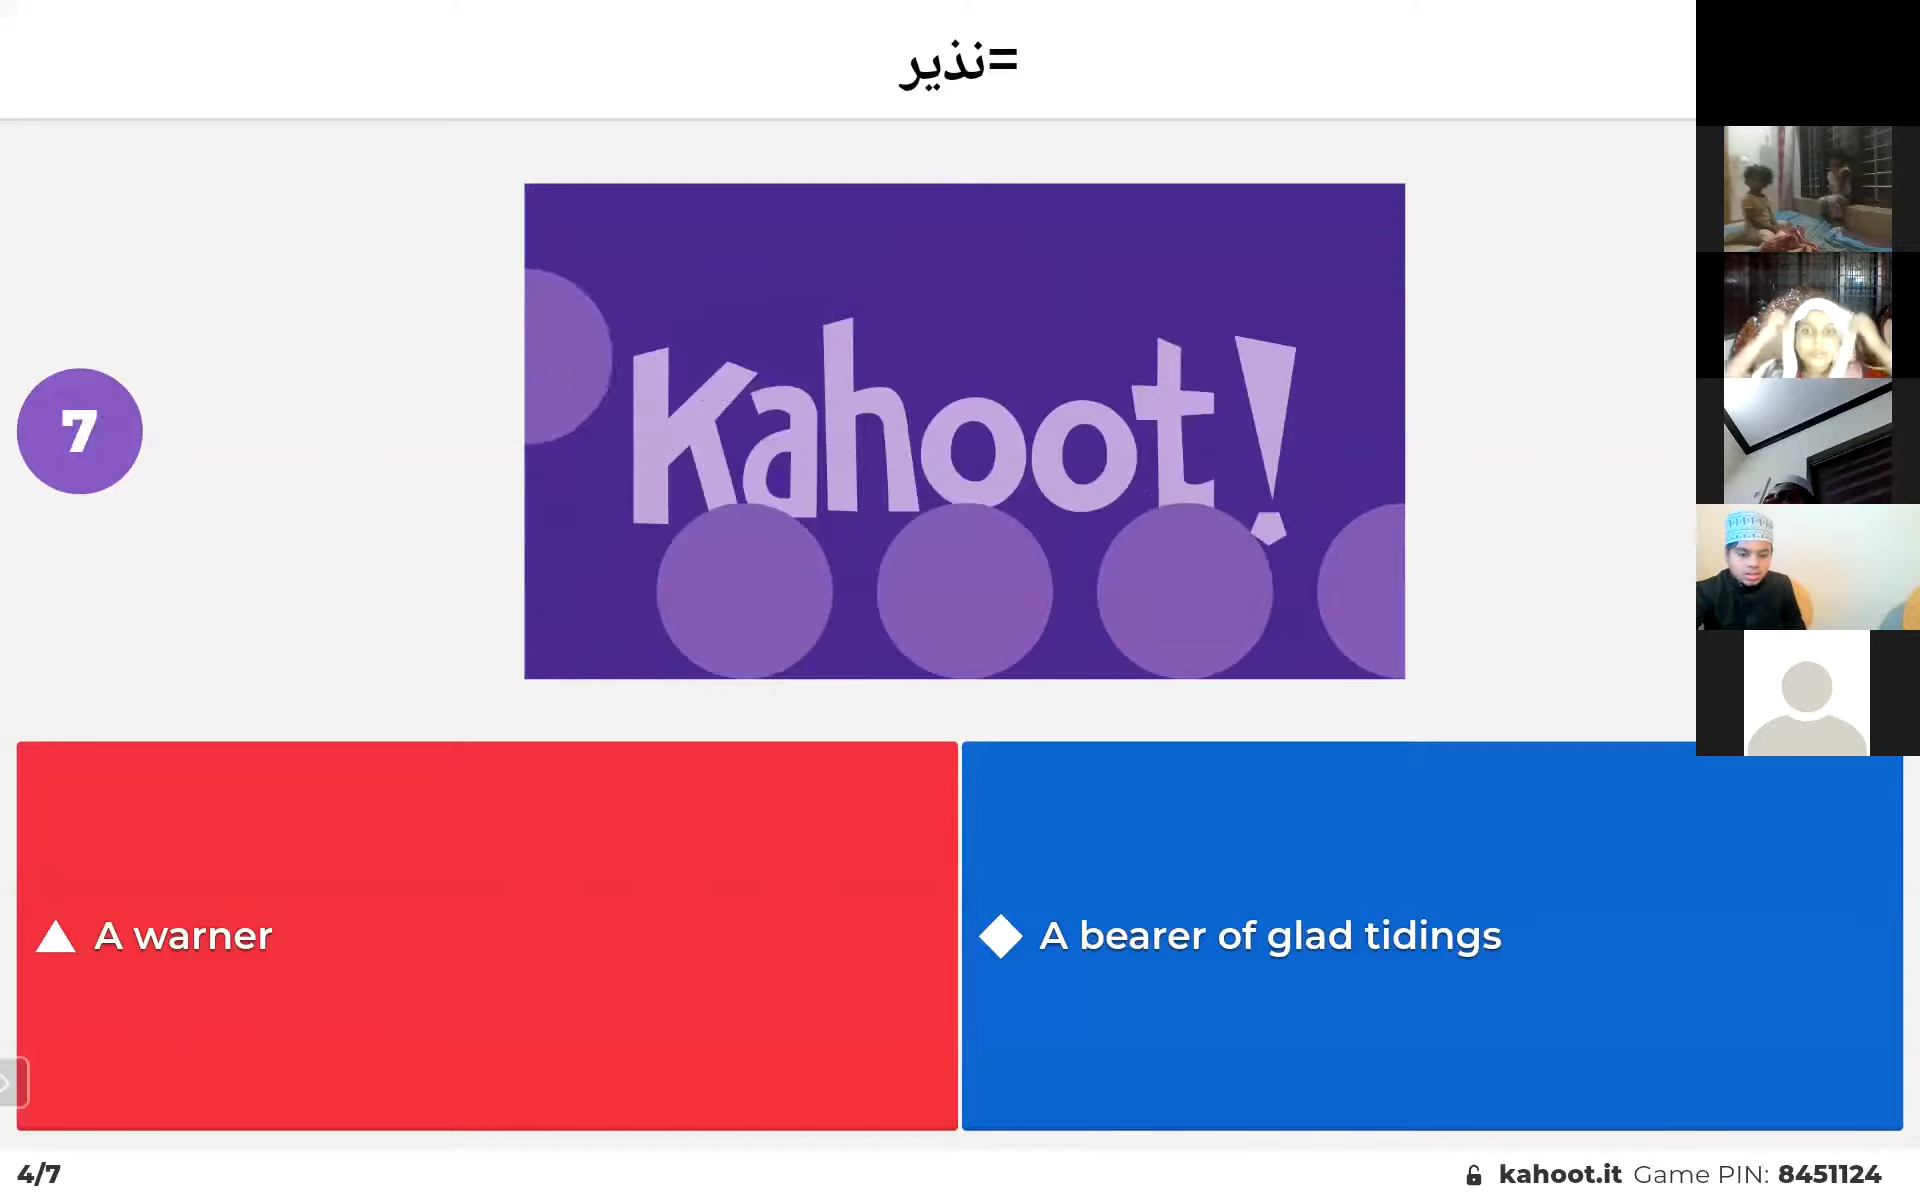 =نذير
7
Kahoot!
A warner
A bearer of glad tidings
4/7
kahoot.it Game PIN: 8451124